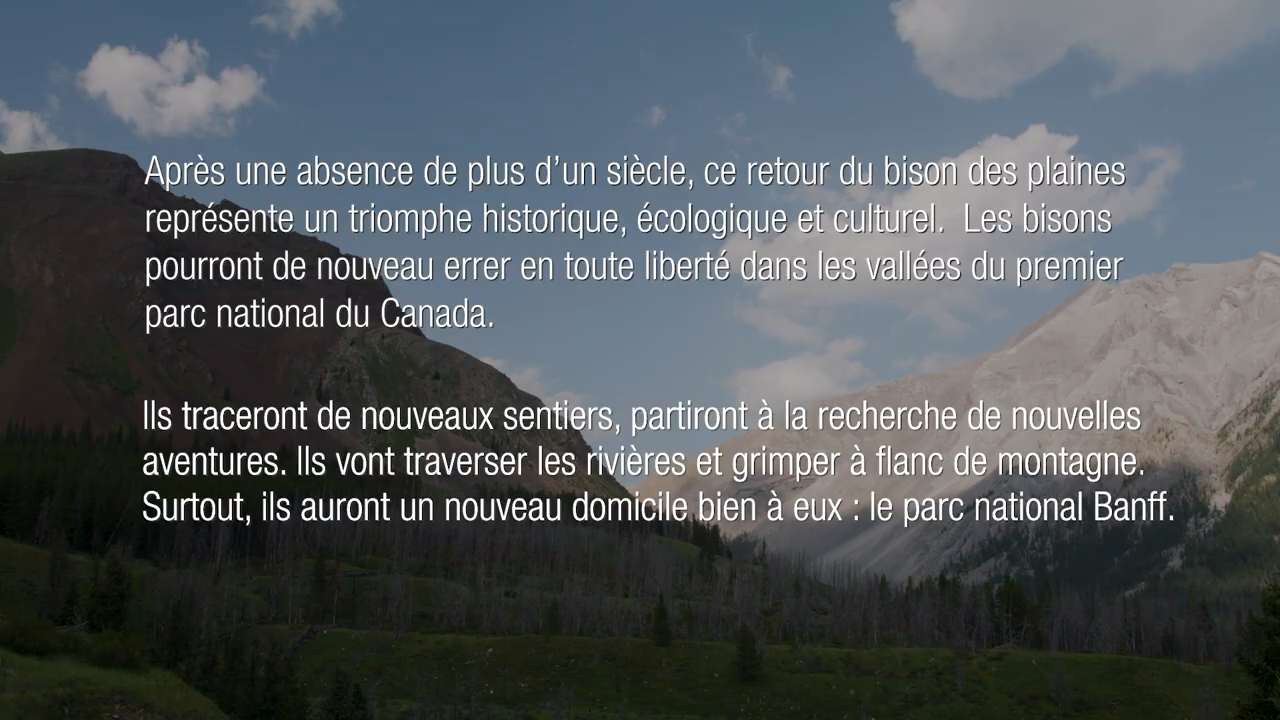 Après une absence de plus d’un siècle, ce retour du bison des plaines
représente un triomphe historique, écologique et culturel.  Les bisons
pourront de nouveau errer en toute liberté dans les vallées du premier
parc national du Canada.
Ils traceront de nouveaux sentiers, partiront à la recherche de nouvelles
aventures. Ils vont traverser les rivières et grimper à flanc de montagne.
Surtout, ils auront un nouveau domicile bien à eux : le parc national Banff.